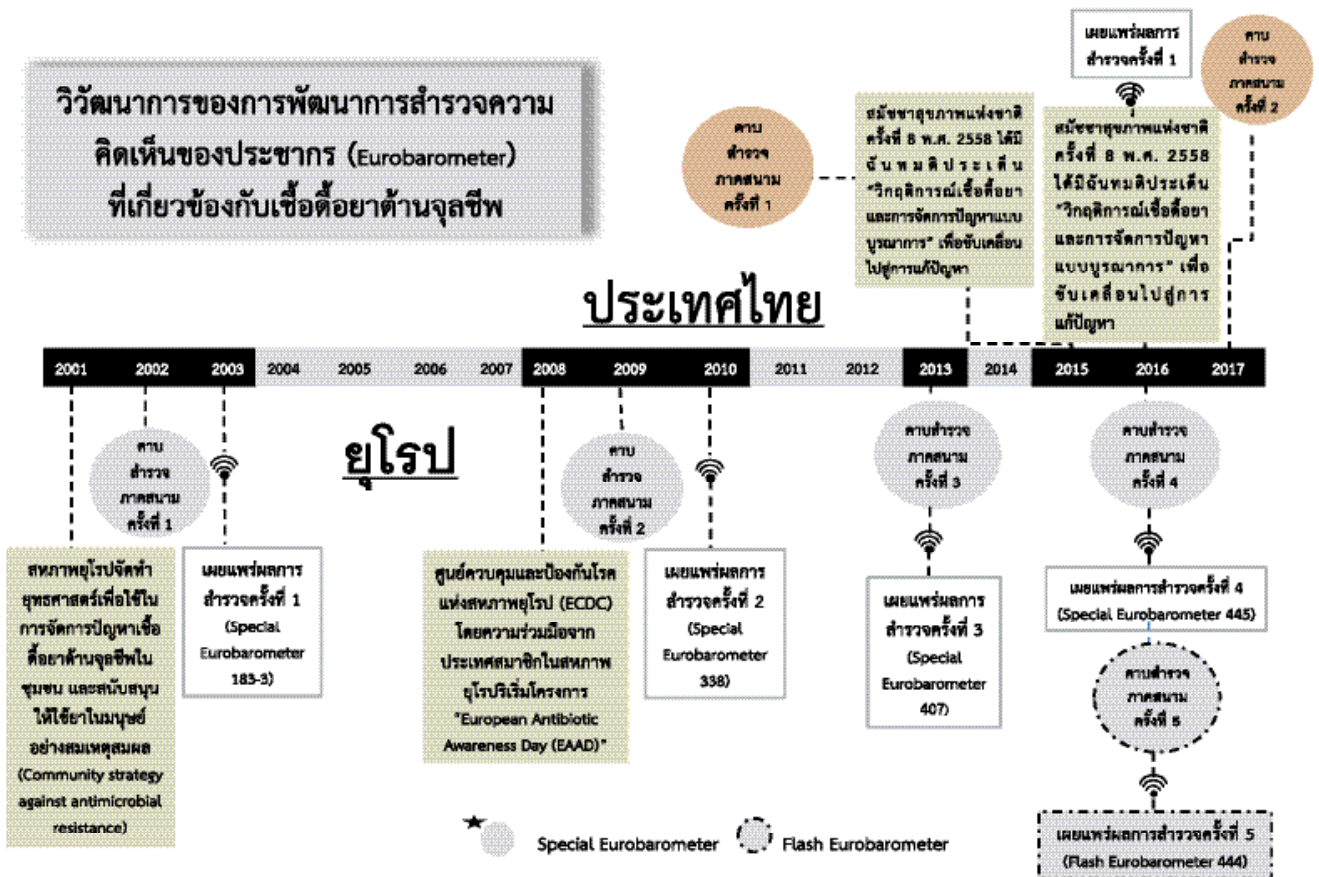 วิวัฒนาการของการพัฒนาการสำรวจความ
คิดเห็นของประชากร (Eurobarometer)
ที่เกี่ยวข้องกับเชื้อดื้อยาต้านจุลชีพ
คาบ
สำรวจ
ภาคสนาม
ครั้งที่ 1
สมัชชาสุขภาพแห่งชาติ
ครั้งที่ 8 พ.ศ. 2558 ได้มี
ฉันทมติประเด็น
"วิกฤติการณ์เชื้อดื้อยา
และการจัดการปัญหาแบบ
บูรณาการ" เพื่อขับเคลื่อน
ไปสู่การแก้ปัญหา
เผยแพร่ผลการ
สำรวจครั้งที่ 1
สมัชชาสุขภาพแห่งชาติ
ครั้งที่ 8 พ.ศ. 2558
ได้มีฉันทมติประเด็น
"วิกฤติการณ์เชื้อดื้อยา
และการจัดการปัญหา
แบบบูรณาการ" เพื่อ
ขับเคลื่อนไปสู่การ
แก้ปัญหา
คาบ
สำรวจ
ภาคสนาม
ครั้งที่ 2
ประเทศไทย
2001 2002 2003 2004 2005 2006 2007 2008 2009 2010 2011 2012 2013 2014 2015 2016 2017
ยุโรป
คาบ
สำรวจ
ภาคสนาม
ครั้งที่ 1
คาบ
สำรวจ
ภาคสนาม
ครั้งที่ 2
คาบสำรวจ
ภาคสนาม
ครั้งที่ 3
คาบสำรวจ
ภาคสนาม
ครั้งที่ 4
สหภาพยุโรปจัดทำ
ยุทธศาสตร์เพื่อใช้ใน
การจัดการปัญหาเชื้อ
ดื้อยาต้านจุลชีพใน
ชุมชน และสนับสนุน
ให้ใช้ยาในมนุษย์
อย่างสมเหตุสมผล
(Community strategy
against antimicrobial
resistance)
เผยแพร่ผลการ
สำรวจครั้งที่ 1
(Special
Eurobarometer
183-3)
ศูนย์ควบคุมและป้องกันโรค
แห่งสหภาพยุโรป (ECDC)
โดยความร่วมมือจาก
ประเทศสมาชิกในสหภาพ
ยุโรปริเริ่มโครงการ
"European Antibiotic
Awareness Day (EAAD)"
เผยแพร่ผลการ
สำรวจครั้งที่ 2
(Special
Eurobarometer
338)
เผยแพร่ผลการ
สำรวจครั้งที่ 3
(Special
Eurobarometer
407)
เผยแพร่ผลการสำรวจครั้งที่ 4
(Special Eurobarometer 445)
คาบสำรวจ
ภาคสนาม
ครั้งที่ 5
เผยแพร่ผลการสำรวจครั้งที่ 5
(Flash Eurobarometer 444)
Special Eurobarometer
Flash Eurobarometer